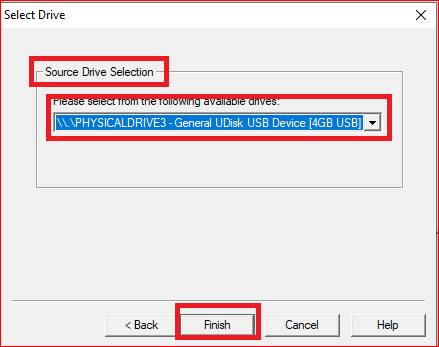 Select Drive
Source Drive Selection
Please select from the following available drives:
\\.\PHYSICALDRIVE3 - General UDisk USB Device [4GB USB]
< Back
Finish
Cancel
Help